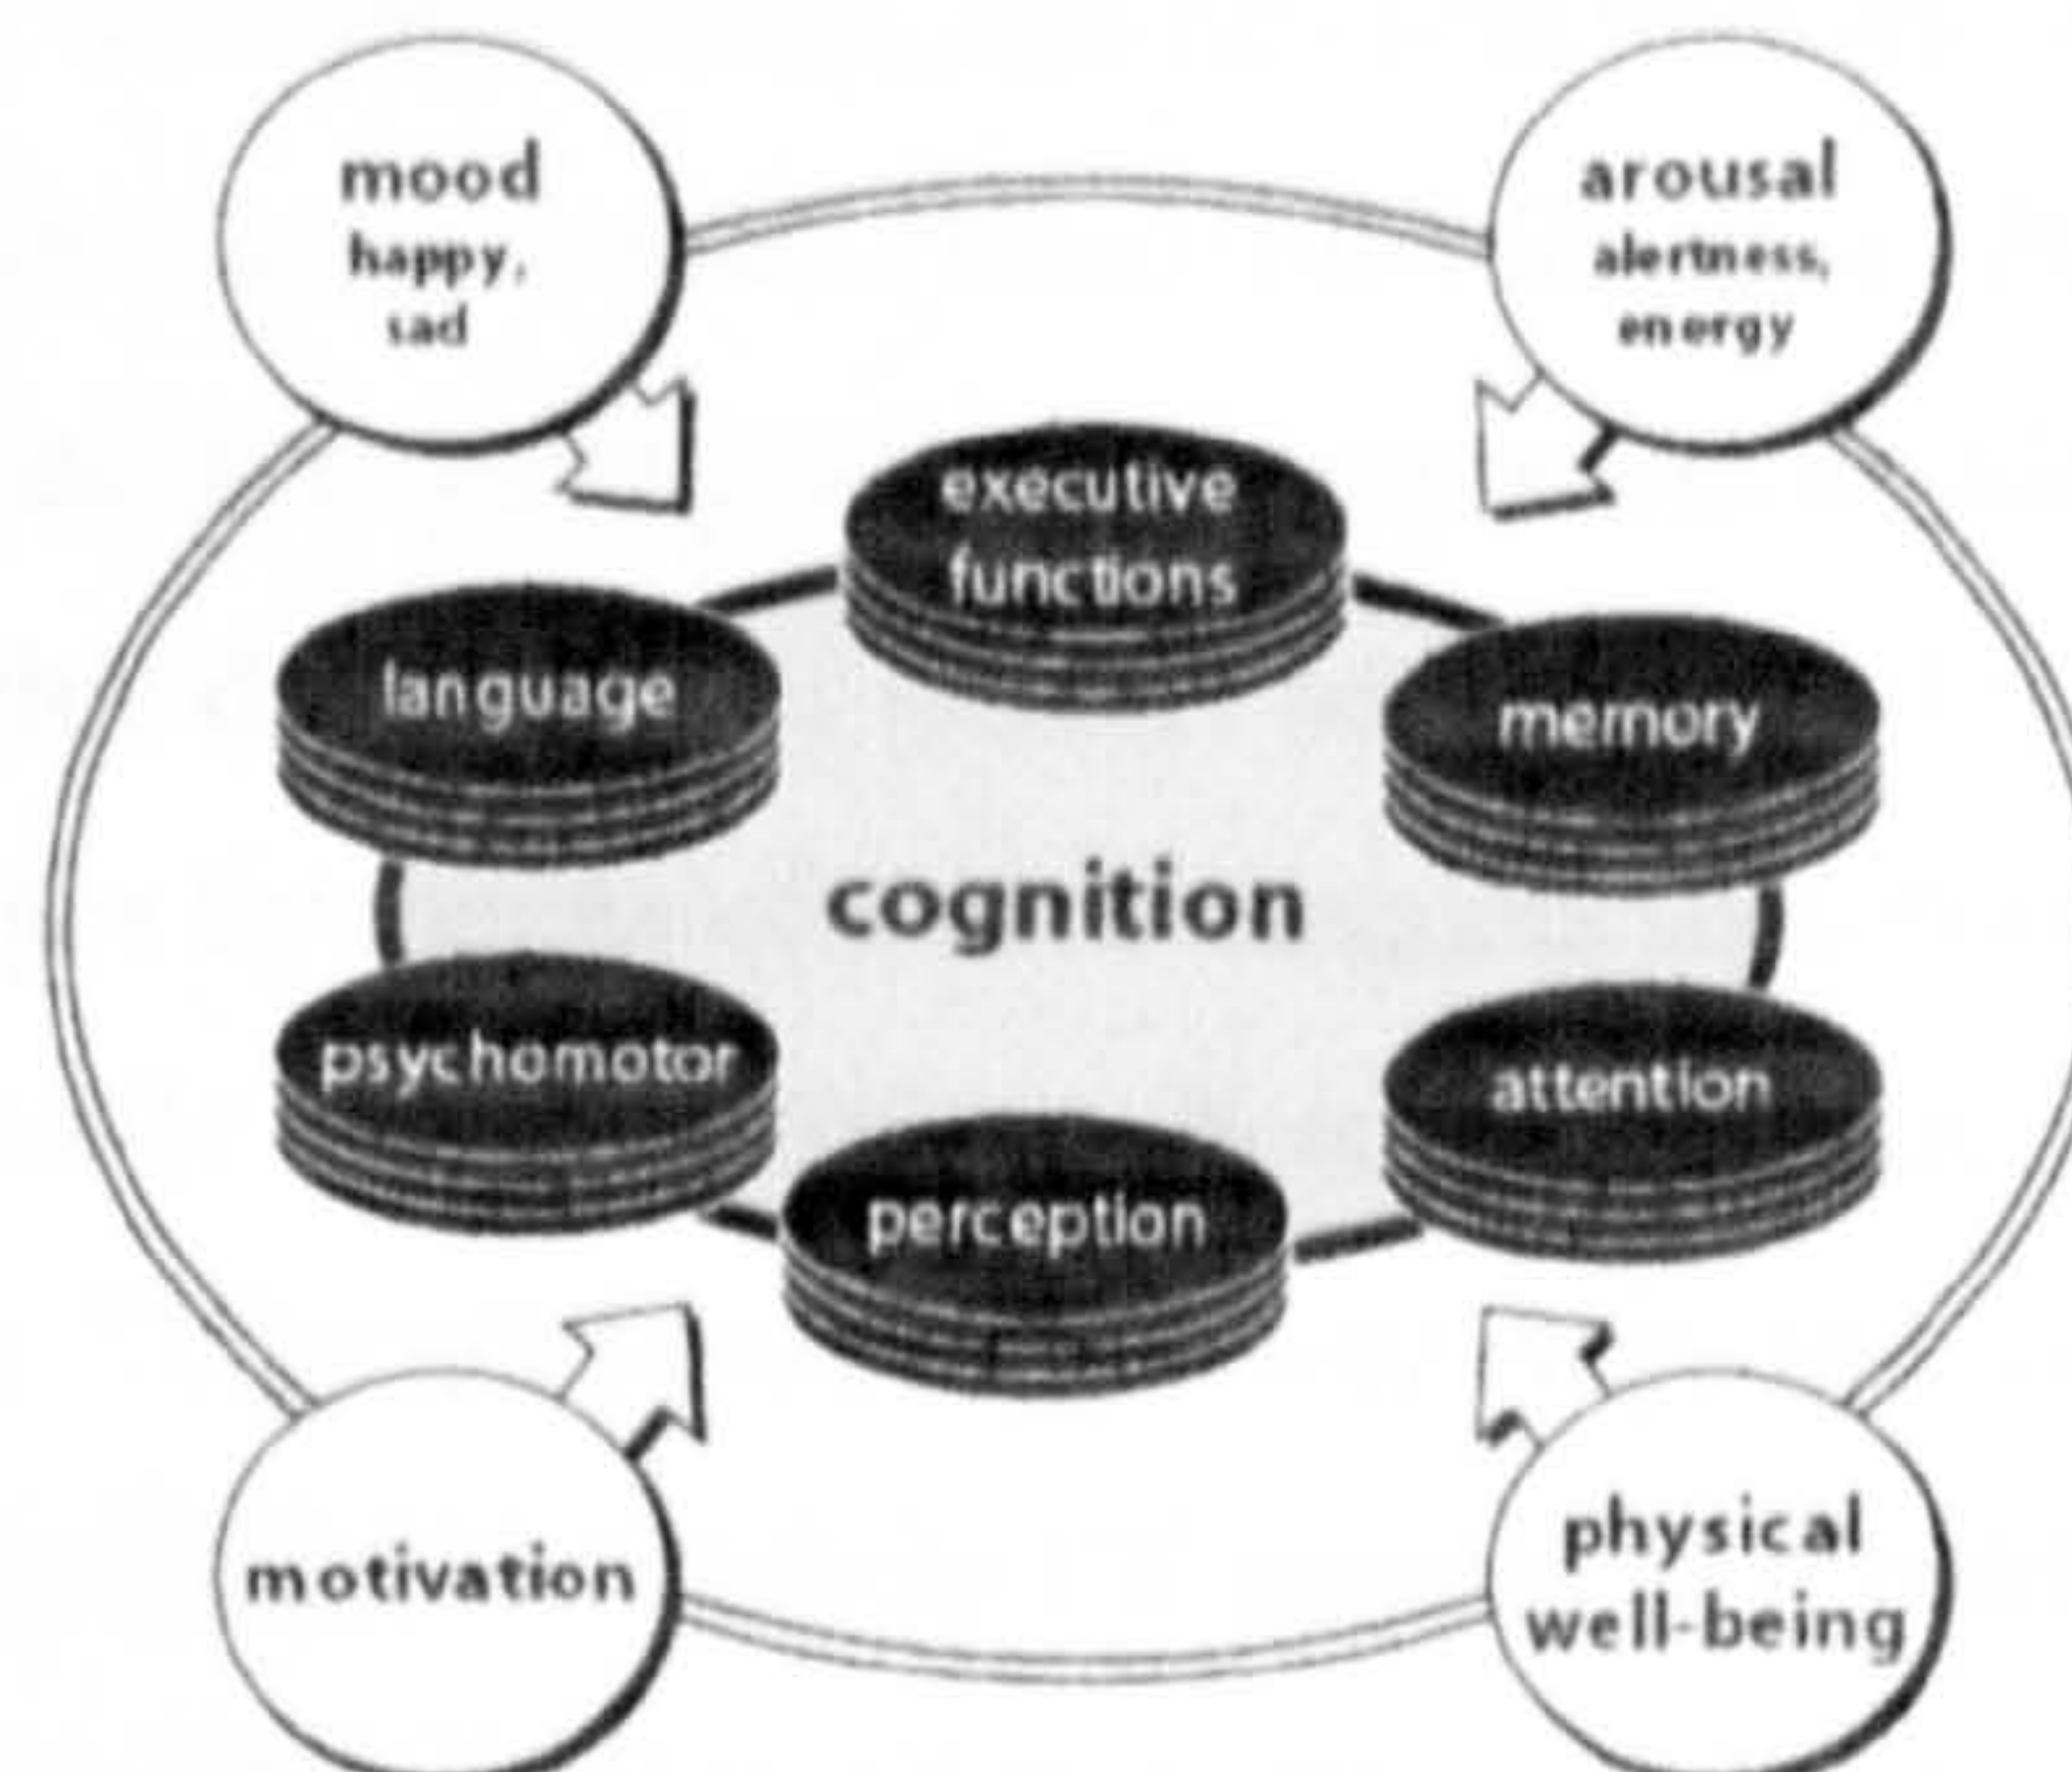 mood
happy,
sad
arousal
alertness,
energy
executive
functions
language
memory
cognition
psychomotor
attention
perception
motivation
physical
well-being